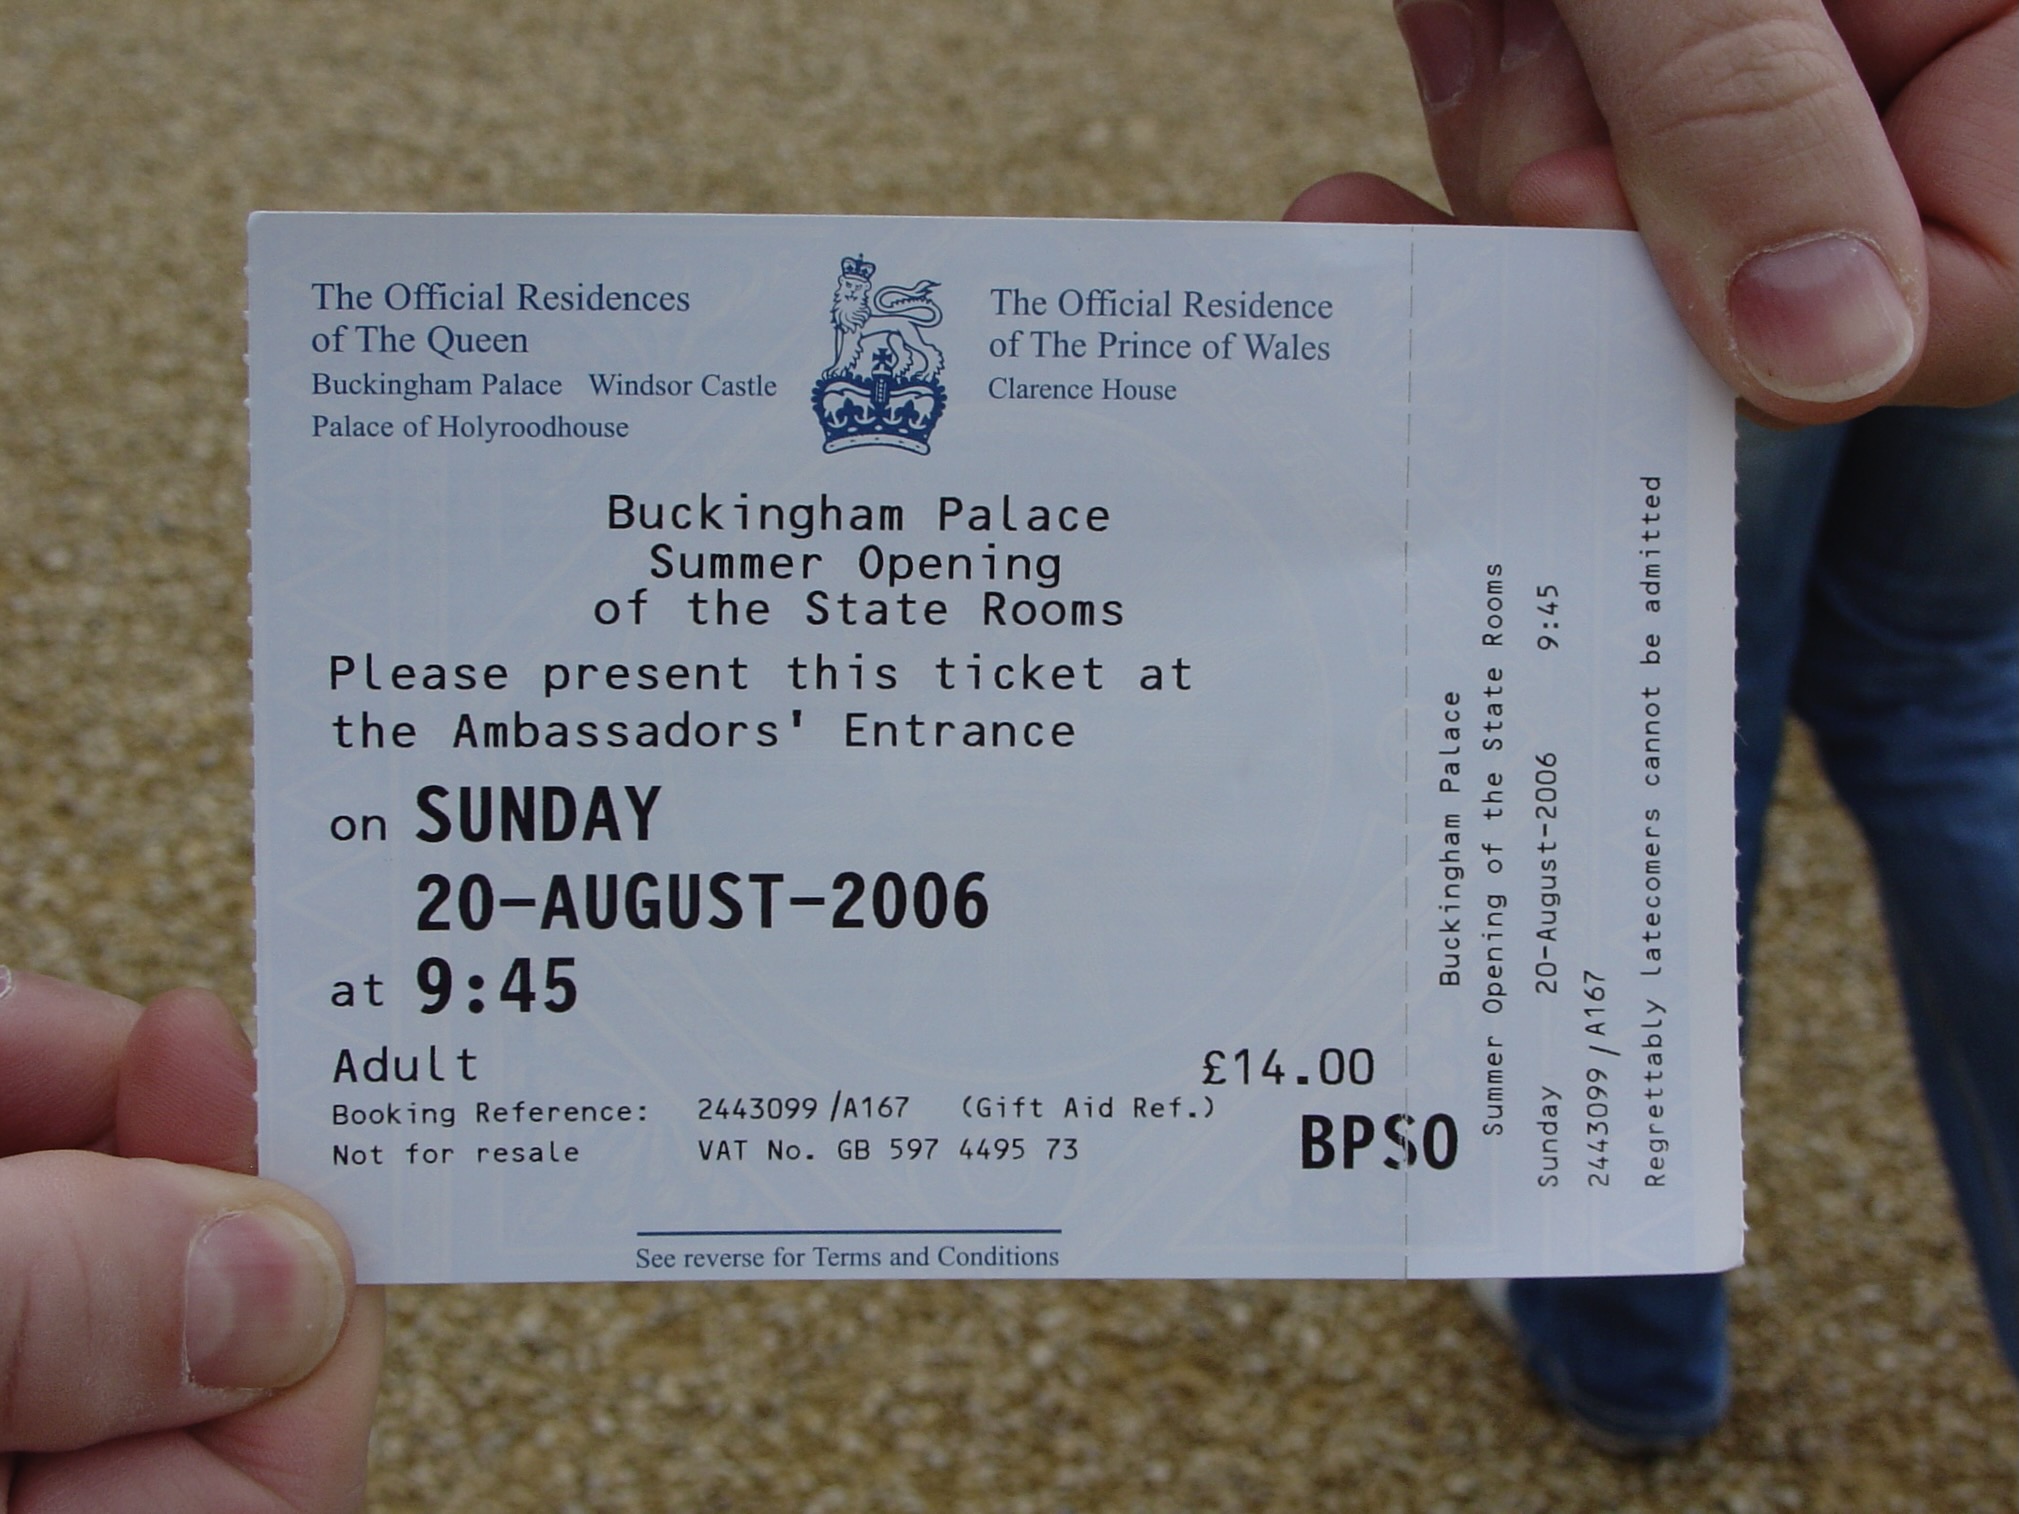 The Official Residences
of The Queen
Buckingham Palace Windsor Castle
Palace of Holyroodhouse
The Official Residence
of The Prince of Wales
Clarence House
Buckingham Palace
Summer Opening
of the State Rooms
Please present this ticket at
the Ambassadors' Entrance
on SUNDAY
20-AUGUST-2006
at 9:45
Adult £14.00
Booking Reference: 2443099/A167 (Gift Aid Ref.)
Not for resale VAT No. GB 597 4495 73
BPSO
See reverse for Terms and Conditions
Buckingham Palace
Summer Opening of the State Rooms
Sunday 20-August-2006 9:45
2443099/A167
Regrettably latecomers cannot be admitted